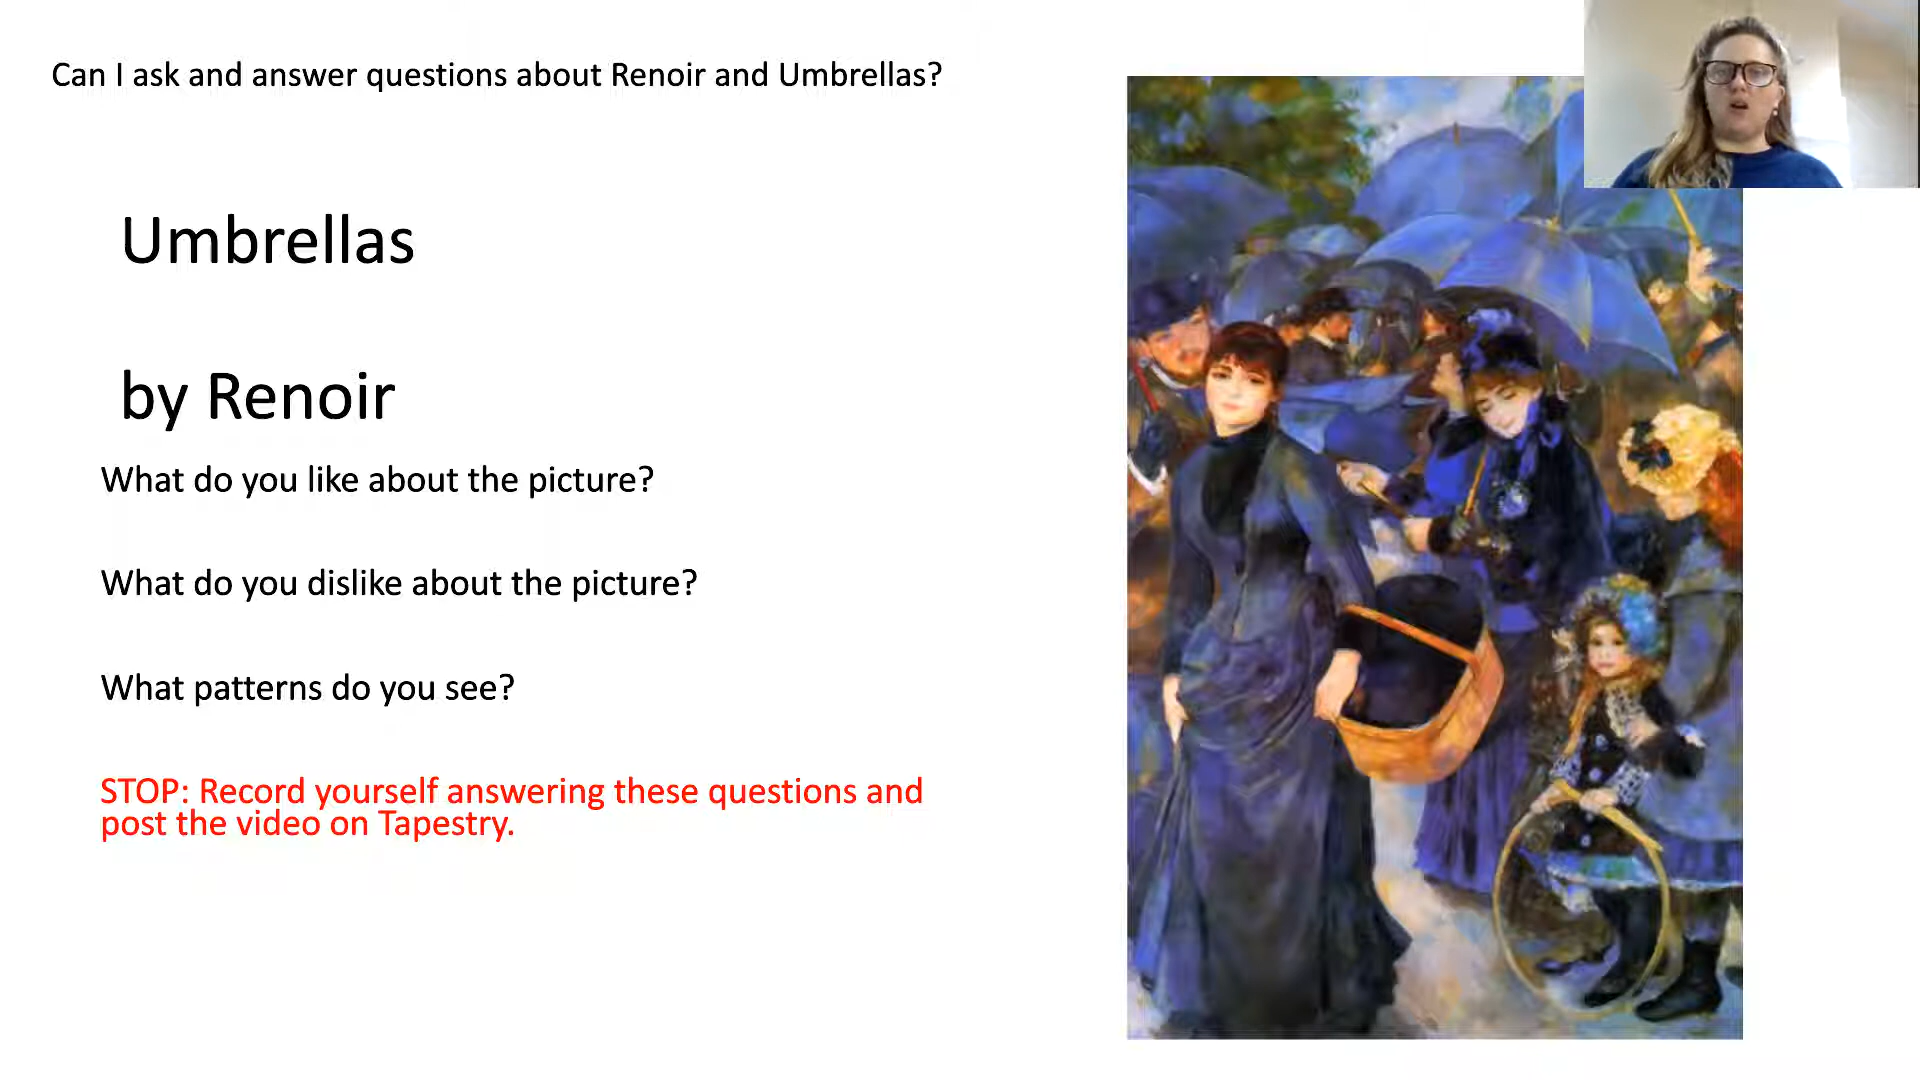 Can I ask and answer questions about Renoir and Umbrellas?
Umbrellas
by Renoir
What do you like about the picture?
What do you dislike about the picture?
What patterns do you see?
STOP: Record yourself answering these questions and
post the video on Tapestry.